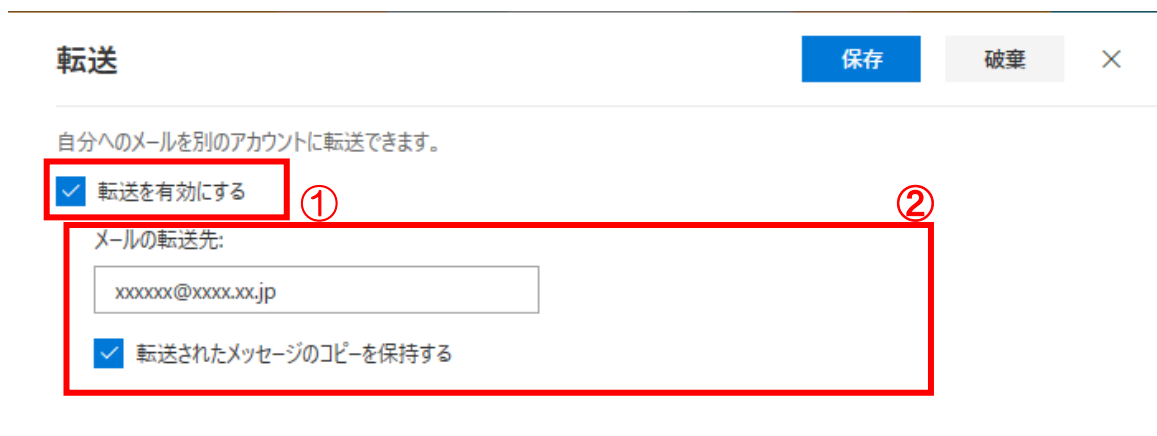 転送 保存 破棄
自分へのメールを別のアカウントに転送できます。
転送を有効にする
① ②
メールの転送先:
xxxxxx@xxxx.xx.jp
転送されたメッセージのコピーを保持する